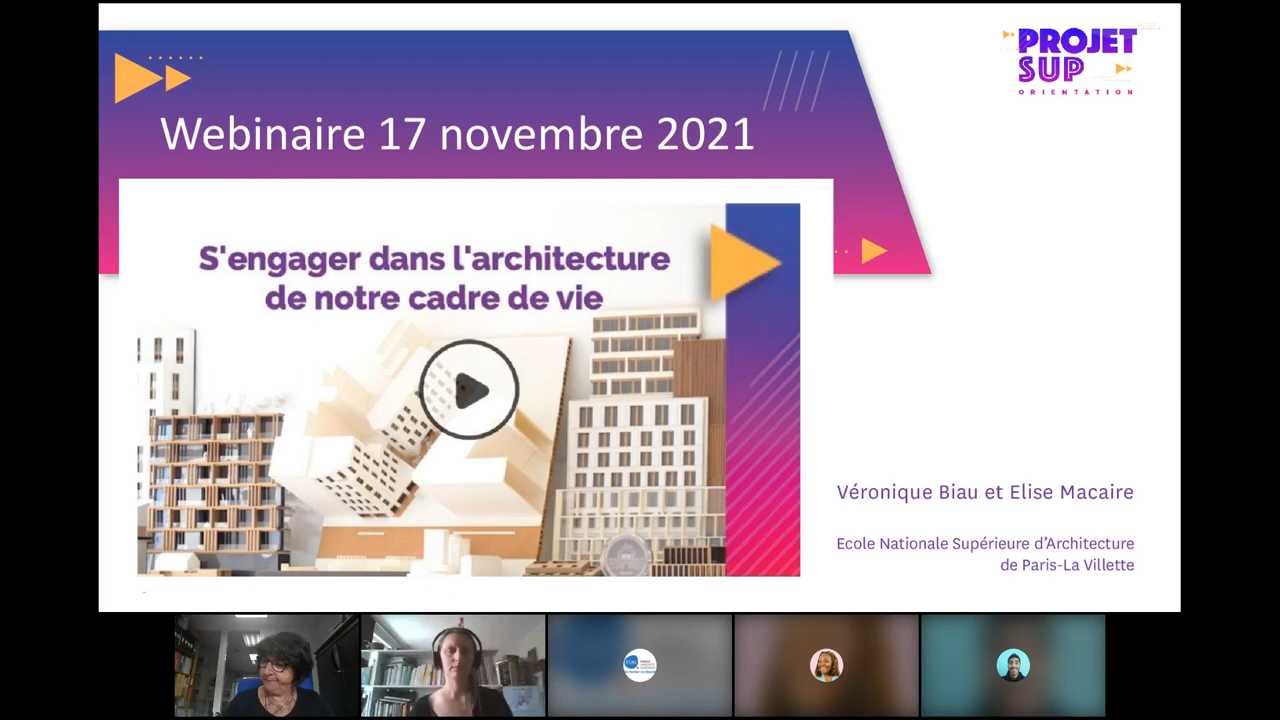 PROJET
SUP
ORIENTATION
Webinaire 17 novembre 2021
S'engager dans l'architecture
de notre cadre de vie
Véronique Biau et Elise Macaire
Ecole Nationale Supérieure d'Architecture
de Paris-La Villette
FUN